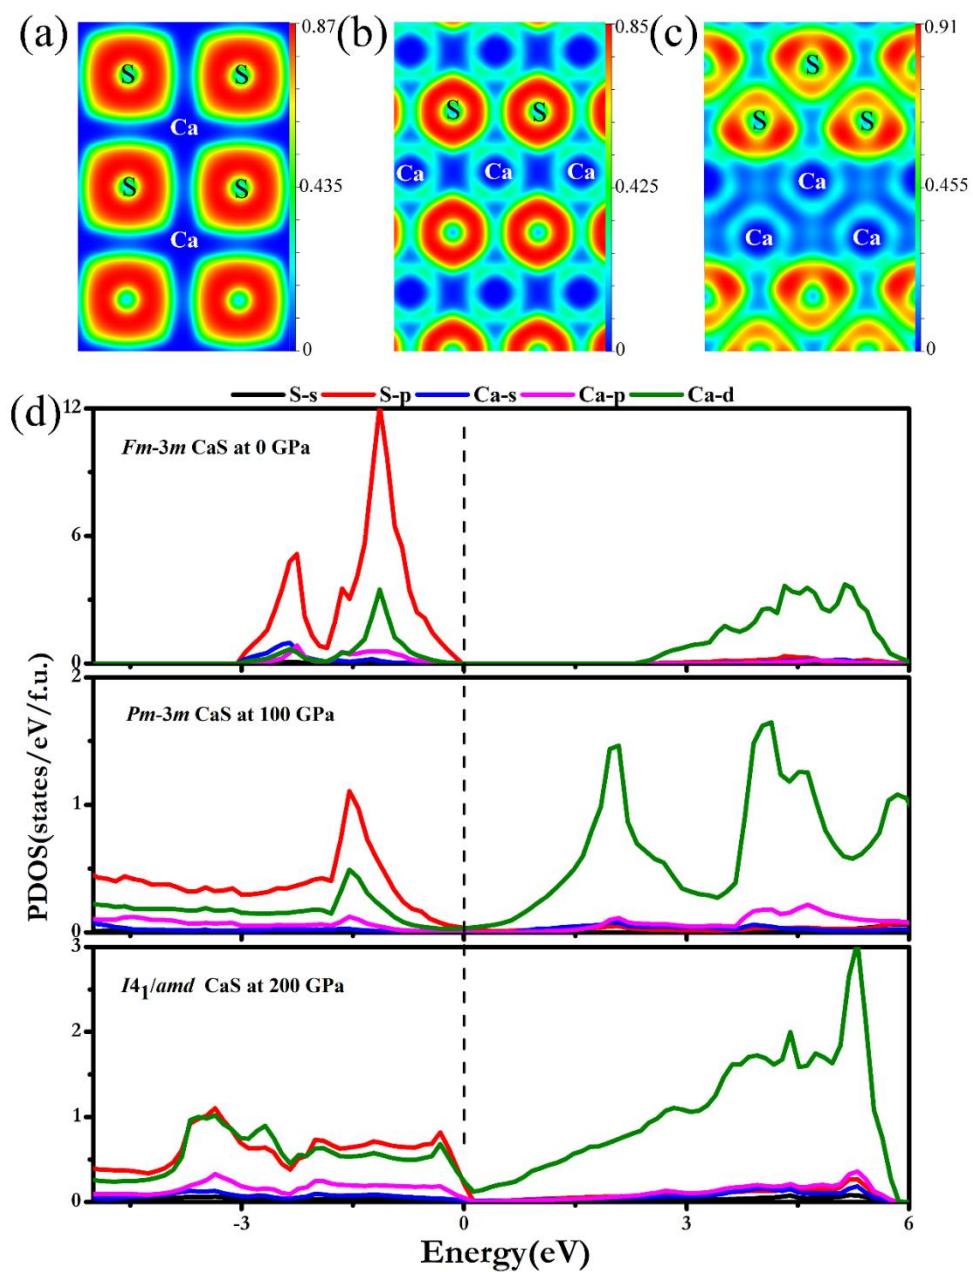 (a)
0.87
(b)
0.85
(c)
0.91
S
S
Ca
S
S
Ca
0.435
0
S
S
Ca
Ca
Ca
0.425
0
S
S
S
Ca
Ca
Ca
0.455
0
S-s S-p Ca-s Ca-p Ca-d
(d)
12
Fm-3m CaS at 0 GPa
6
0
2
Pm-3m CaS at 100 GPa
1
0
3
I4₁/amd CaS at 200 GPa
2
1
0
PDOS(states/eV/f.u.)
-3 0 3 6
Energy(eV)